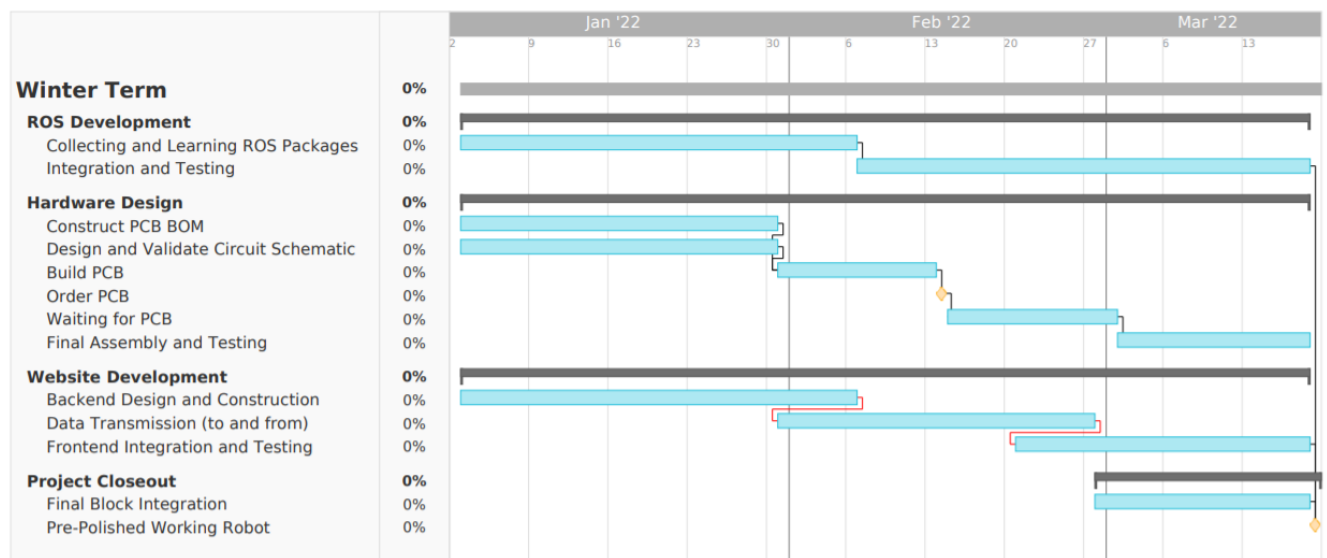 Jan '22 Feb '22 Mar '22
2 9 16 23 30 6 13 20 27 6 13
Winter Term 0%
ROS Development 0%
Collecting and Learning ROS Packages 0%
Integration and Testing 0%
Hardware Design 0%
Construct PCB BOM 0%
Design and Validate Circuit Schematic 0%
Build PCB 0%
Order PCB 0%
Waiting for PCB 0%
Final Assembly and Testing 0%
Website Development 0%
Backend Design and Construction 0%
Data Transmission (to and from) 0%
Frontend Integration and Testing 0%
Project Closeout 0%
Final Block Integration 0%
Pre-Polished Working Robot 0%